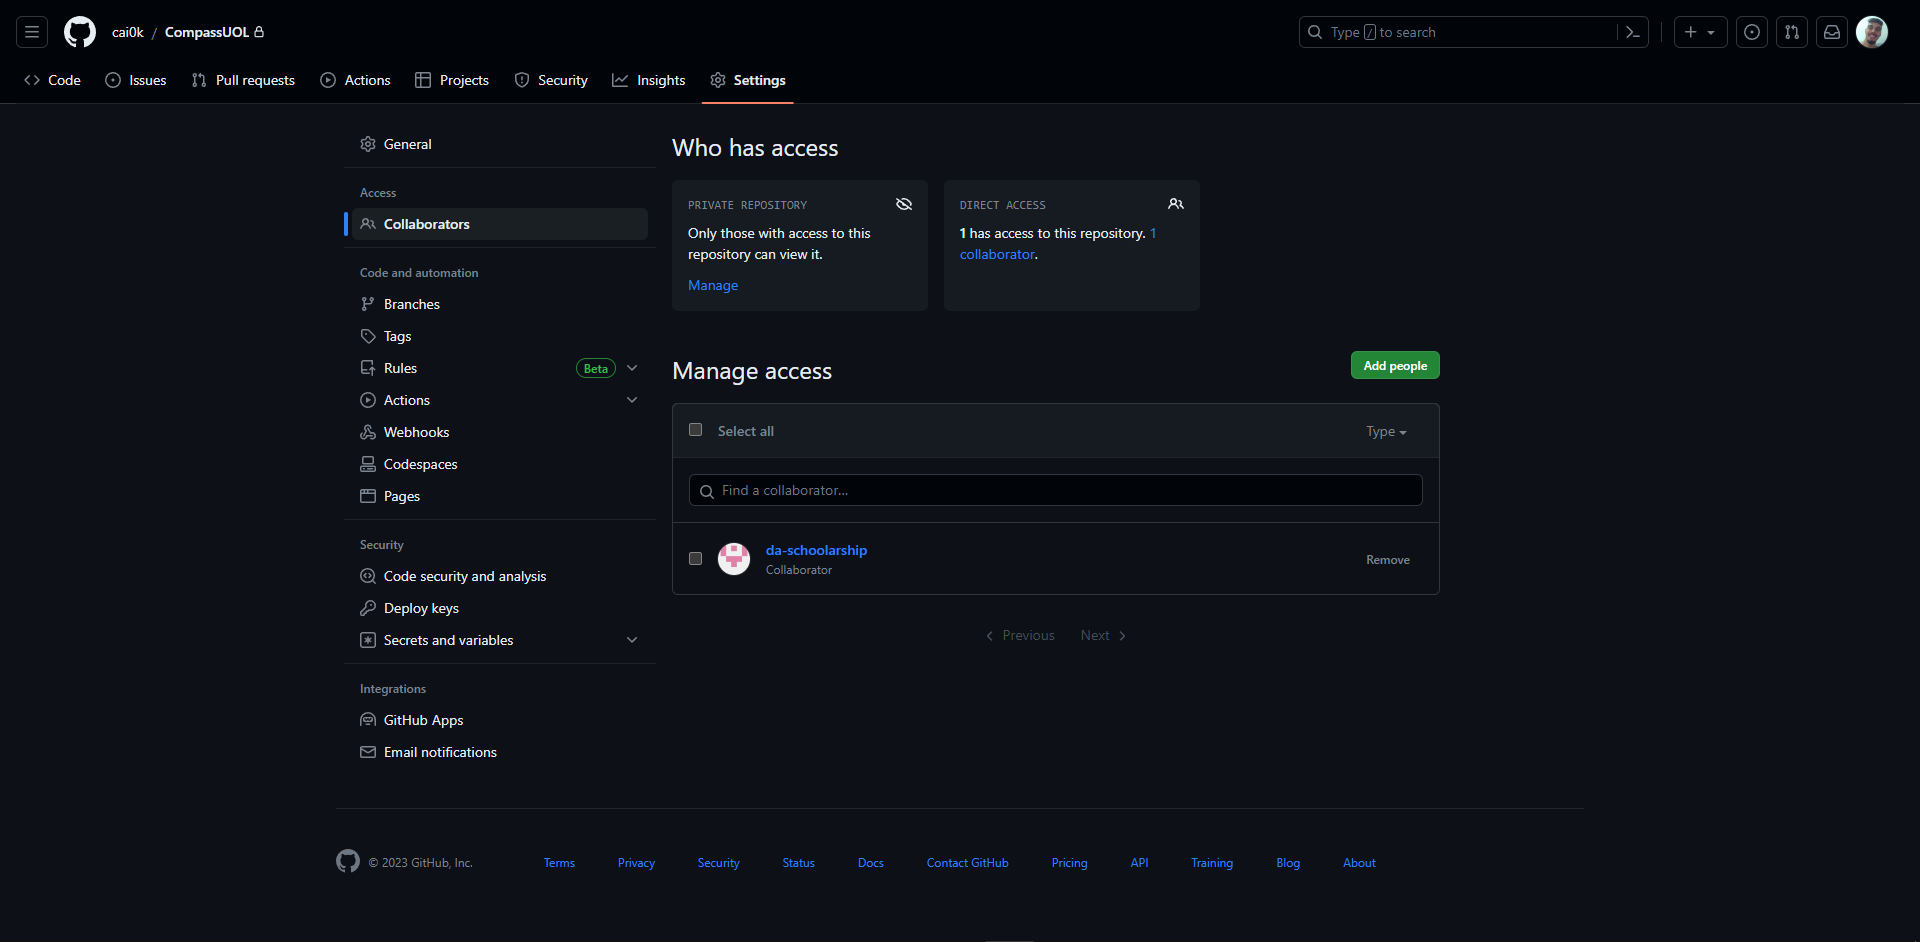 cai0k / CompassUOL
Type / to search
Code
Issues
Pull requests
Actions
Projects
Security
Insights
Settings
General
Access
Collaborators
Code and automation
Branches
Tags
Rules
Beta
Actions
Webhooks
Codespaces
Pages
Security
Code security and analysis
Deploy keys
Secrets and variables
Integrations
GitHub Apps
Email notifications
Who has access
PRIVATE REPOSITORY
Only those with access to this
repository can view it.
Manage
DIRECT ACCESS
1 has access to this repository. 1
collaborator.
Manage access
Add people
Select all
Type
Find a collaborator...
da-schoolarship
Collaborator
Remove
Previous
Next
© 2023 GitHub, Inc.
Terms
Privacy
Security
Status
Docs
Contact GitHub
Pricing
API
Training
Blog
About